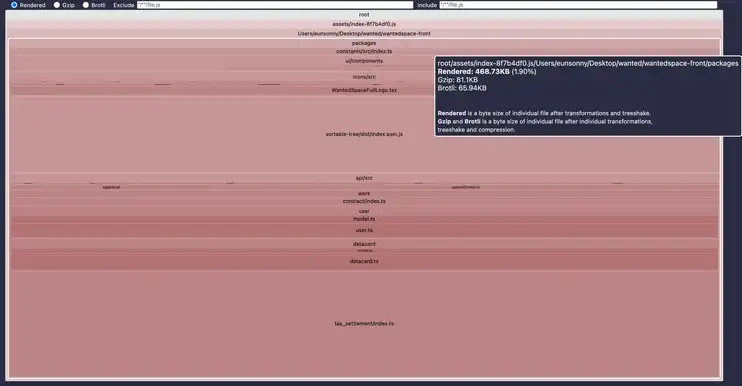 Rendered Gzip Brotli Exclude */**/file.js Include */**/file.js
root
assets/index-8f7b4df0.js
Users/eunsonny/Desktop/wanted/wantedspace-front
packages
constants/src/index.ts
ui/components
root/assets/index-8f7b4df0.js/Users/eunsonny/Desktop/wanted/wantedspace-front/packages
Rendered: 468.73KB (1.90%)
Gzip: 81.1KB
Brotli: 65.94KB
Rendered is a byte size of individual file after transformations and treeshake.
Gzip and Brotli is a byte size of individual file after individual transformations,
treeshake and compression.
icons/src
WantedSpaceFullLogo.tsx
sortable-tree/dist/index.esm.js
api/src
approval
work
contract/index.ts
user
model.ts
user.ts
datacard
datacard.ts
tax_settlement/index.ts